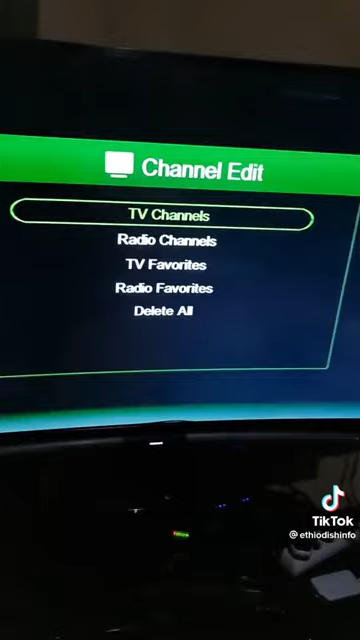 Channel Edit
TV Channels
Radio Channels
TV Favorites
Radio Favorites
Delete All
TikTok
@ethiodishinfo